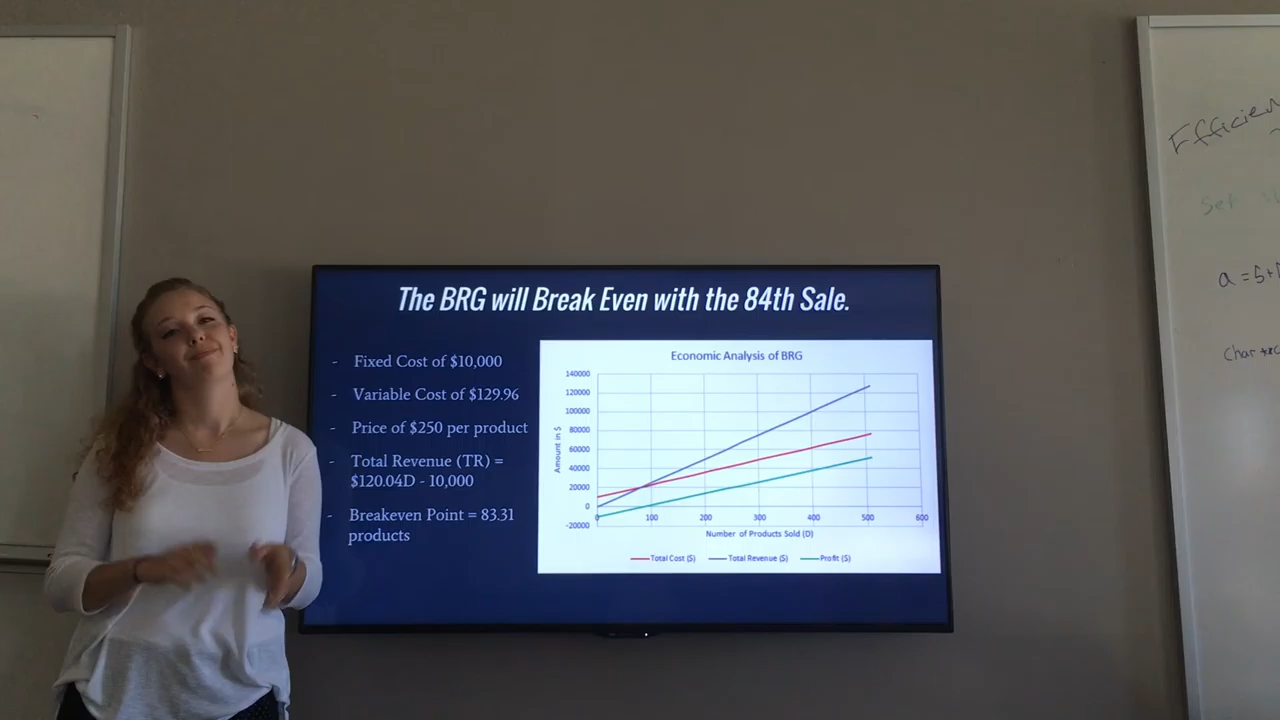 The BRG will Break Even with the 84th Sale.
- Fixed Cost of $10,000
- Variable Cost of $129.96
- Price of $250 per product
- Total Revenue (TR) =
$120.04D - 10,000
- Breakeven Point = 83.31
products
Economic Analysis of BRG
140000
120000
100000
80000
60000
40000
20000
0
-20000
Amount in $
0 100 200 300 400 500 600
Number of Products Sold (D)
Total Cost ($) Total Revenue ($) Profit ($)
Efficien
Set
a = S+